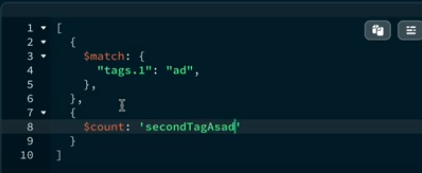 1 [
2 {
3 $match: {
4 "tags.1": "ad",
5 },
6 },
7 {
8 $count: 'secondTagAsad'
9 }
10 ]